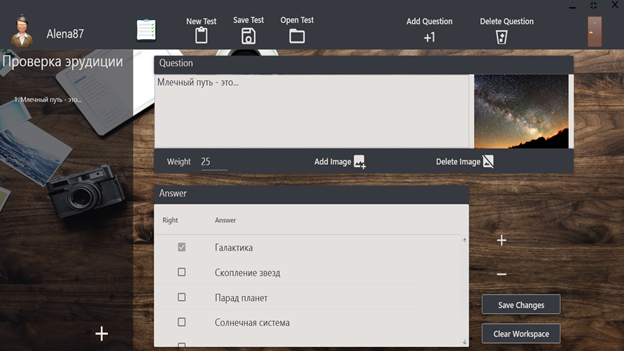 Alena87
New Test
Save Test
Open Test
Add Question
+1
Delete Question
Проверка эрудиции
1. Млечный путь - это...
Question
Млечный путь - это...
Weight
25
Add Image
Delete Image
Answer
Right
Answer
Галактика
Скопление звезд
Парад планет
Солнечная система
Save Changes
Clear Workspace